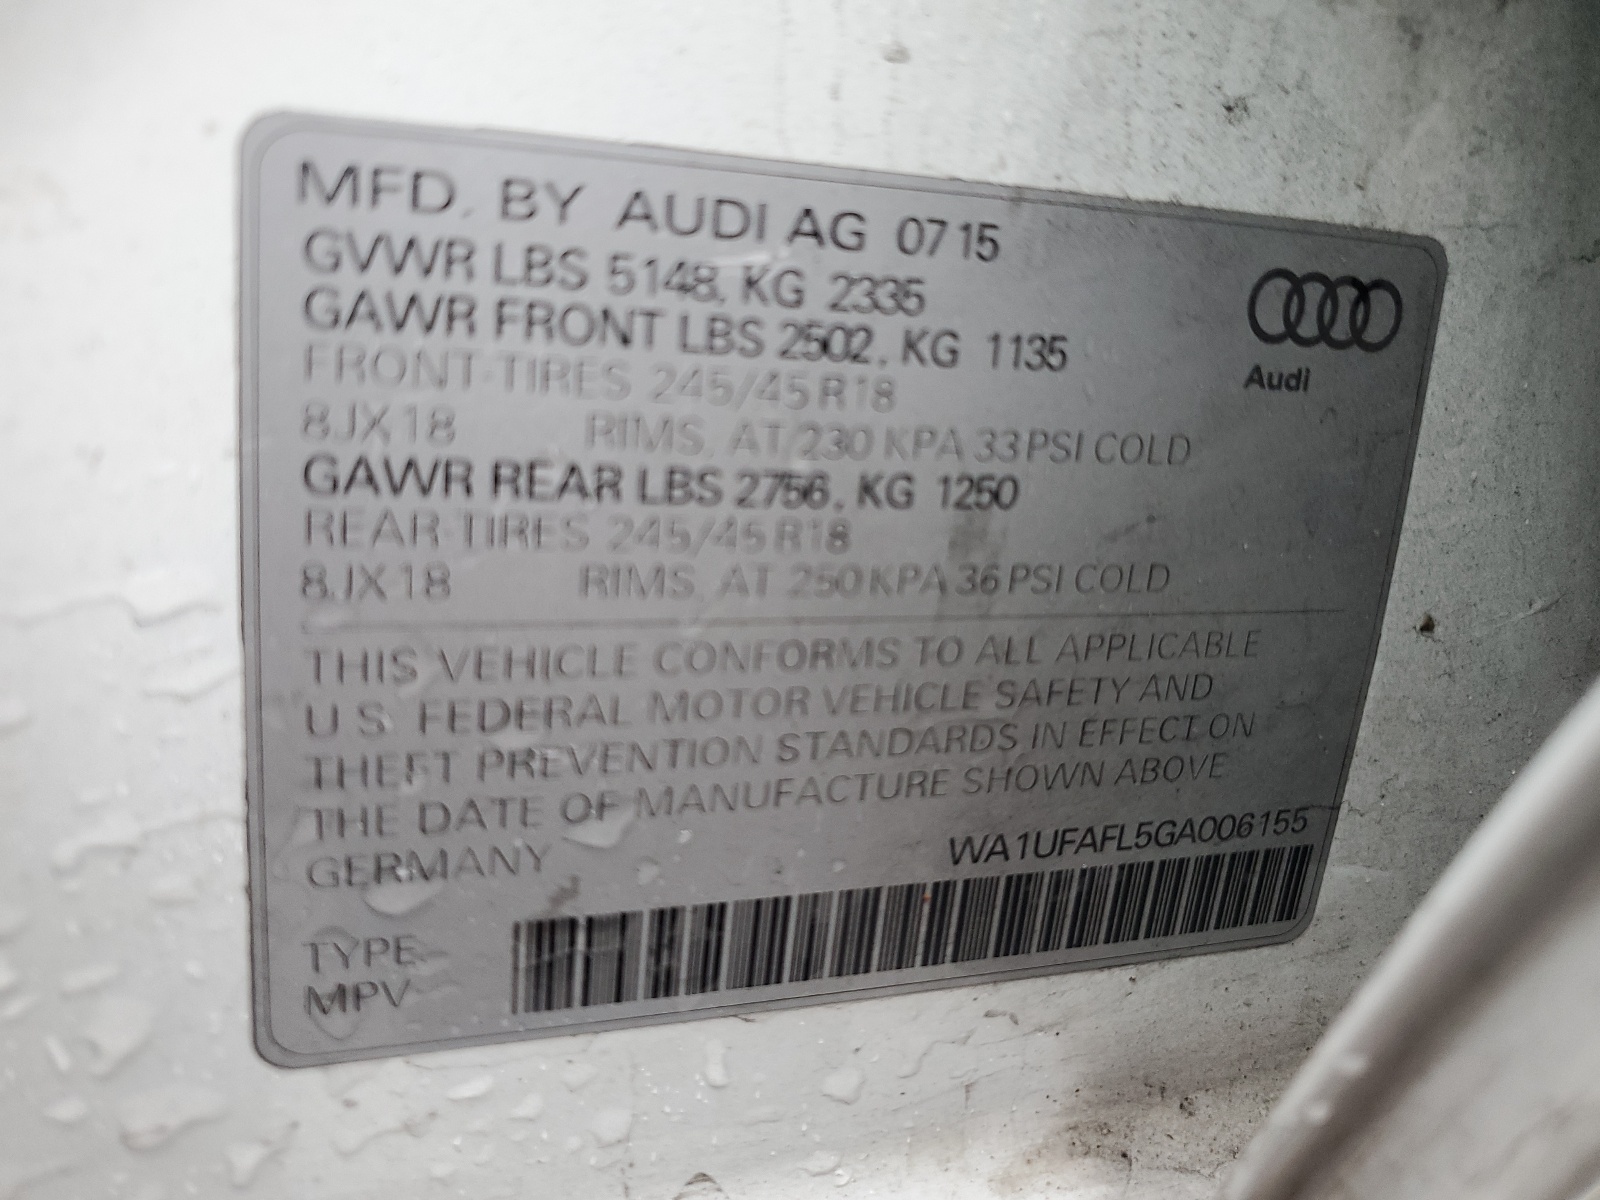 MFD. BY AUDI AG 0715
GVWR LBS 5148, KG 2335
GAWR FRONT LBS 2502, KG 1135
FRONT-TIRES 245/45 R18
8JX18 RIMS, AT 230 KPA 33 PSI COLD
GAWR REAR LBS 2756, KG 1250
REAR-TIRES 245/45 R18
8JX18 RIMS, AT 250 KPA 36 PSI COLD
THIS VEHICLE CONFORMS TO ALL APPLICABLE
U.S. FEDERAL MOTOR VEHICLE SAFETY AND
THEFT PREVENTION STANDARDS IN EFFECT ON
THE DATE OF MANUFACTURE SHOWN ABOVE
GERMANY
WA1UFAFL5GA006155
TYPE
MPV
Audi